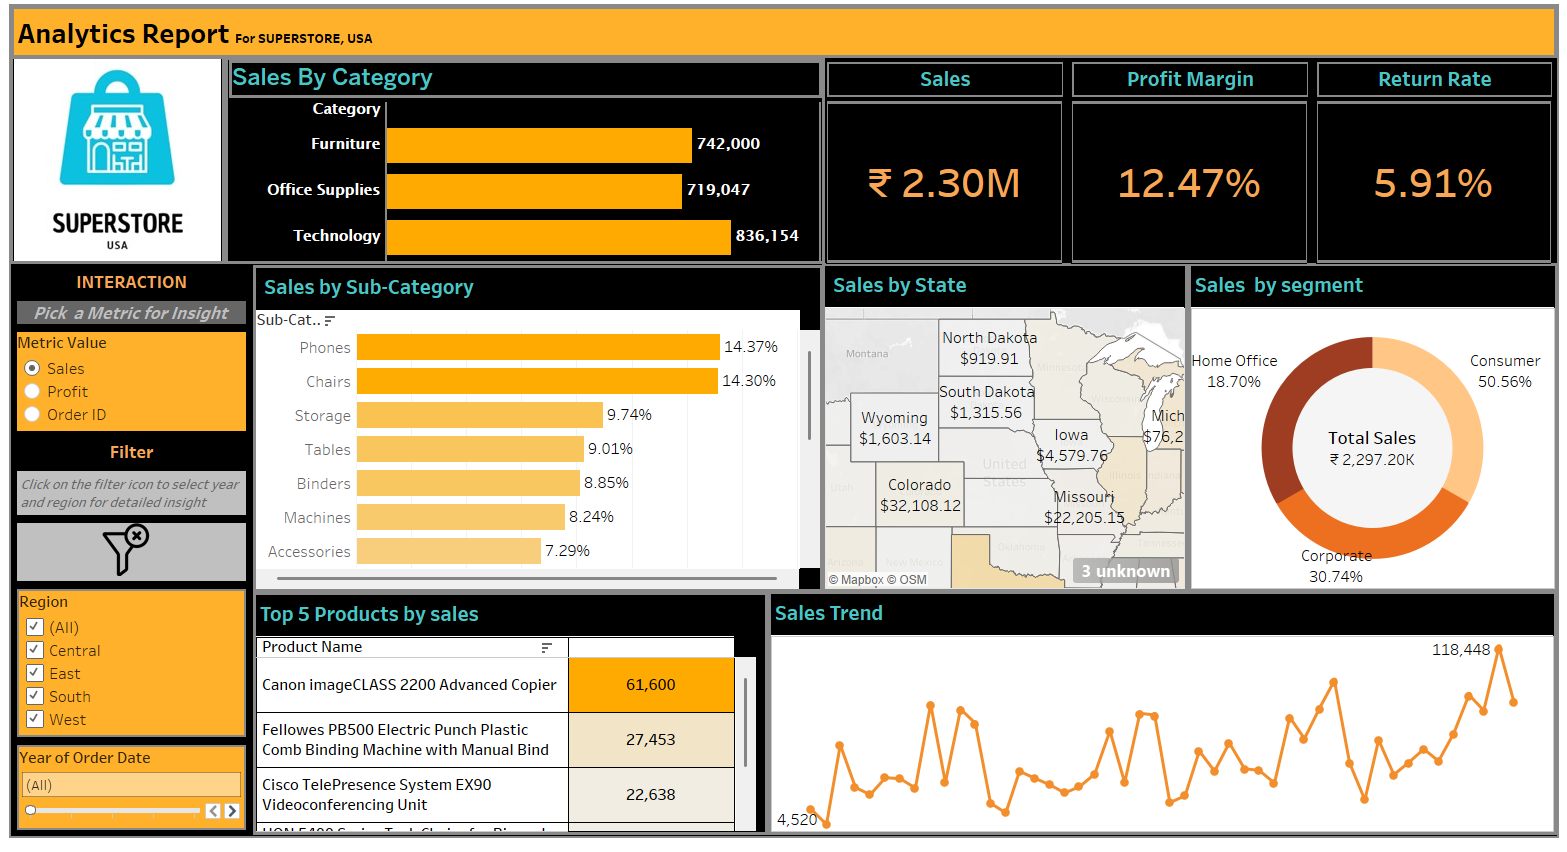 Analytics Report For SUPERSTORE, USA
SUPERSTORE
USA
Sales By Category
Category
Furniture 742,000
Office Supplies 719,047
Technology 836,154
Sales
₹ 2.30M
Profit Margin
12.47%
Return Rate
5.91%
INTERACTION
Pick a Metric for Insight
Metric Value
Sales
Profit
Order ID
Filter
Click on the filter icon to select year
and region for detailed insight
Region
(All)
Central
East
South
West
Year of Order Date
(All)
Sales by Sub-Category
Sub-Cat..
Phones 14.37%
Chairs 14.30%
Storage 9.74%
Tables 9.01%
Binders 8.85%
Machines 8.24%
Accessories 7.29%
Sales by State
Montana
North Dakota
$919.91
Minnesota
South Dakota
$1,315.56
Wisconsin
Wyoming
$1,603.14
Mich
$76,2
Iowa
$4,579.76
United
States
Utah
Illinois
Indiana
Colorado
$32,108.12
Missouri
$22,205.15
Arizona
New Mexico
Oklahoma
Tennessee
3 unknown
© Mapbox © OSM
Sales by segment
Home Office
18.70%
Consumer
50.56%
Total Sales
₹ 2,297.20K
Corporate
30.74%
Top 5 Products by sales
Product Name
Canon imageCLASS 2200 Advanced Copier 61,600
Fellowes PB500 Electric Punch Plastic
Comb Binding Machine with Manual Bind
27,453
Cisco TelePresence System EX90
Videoconferencing Unit
22,638
Sales Trend
118,448
4,520